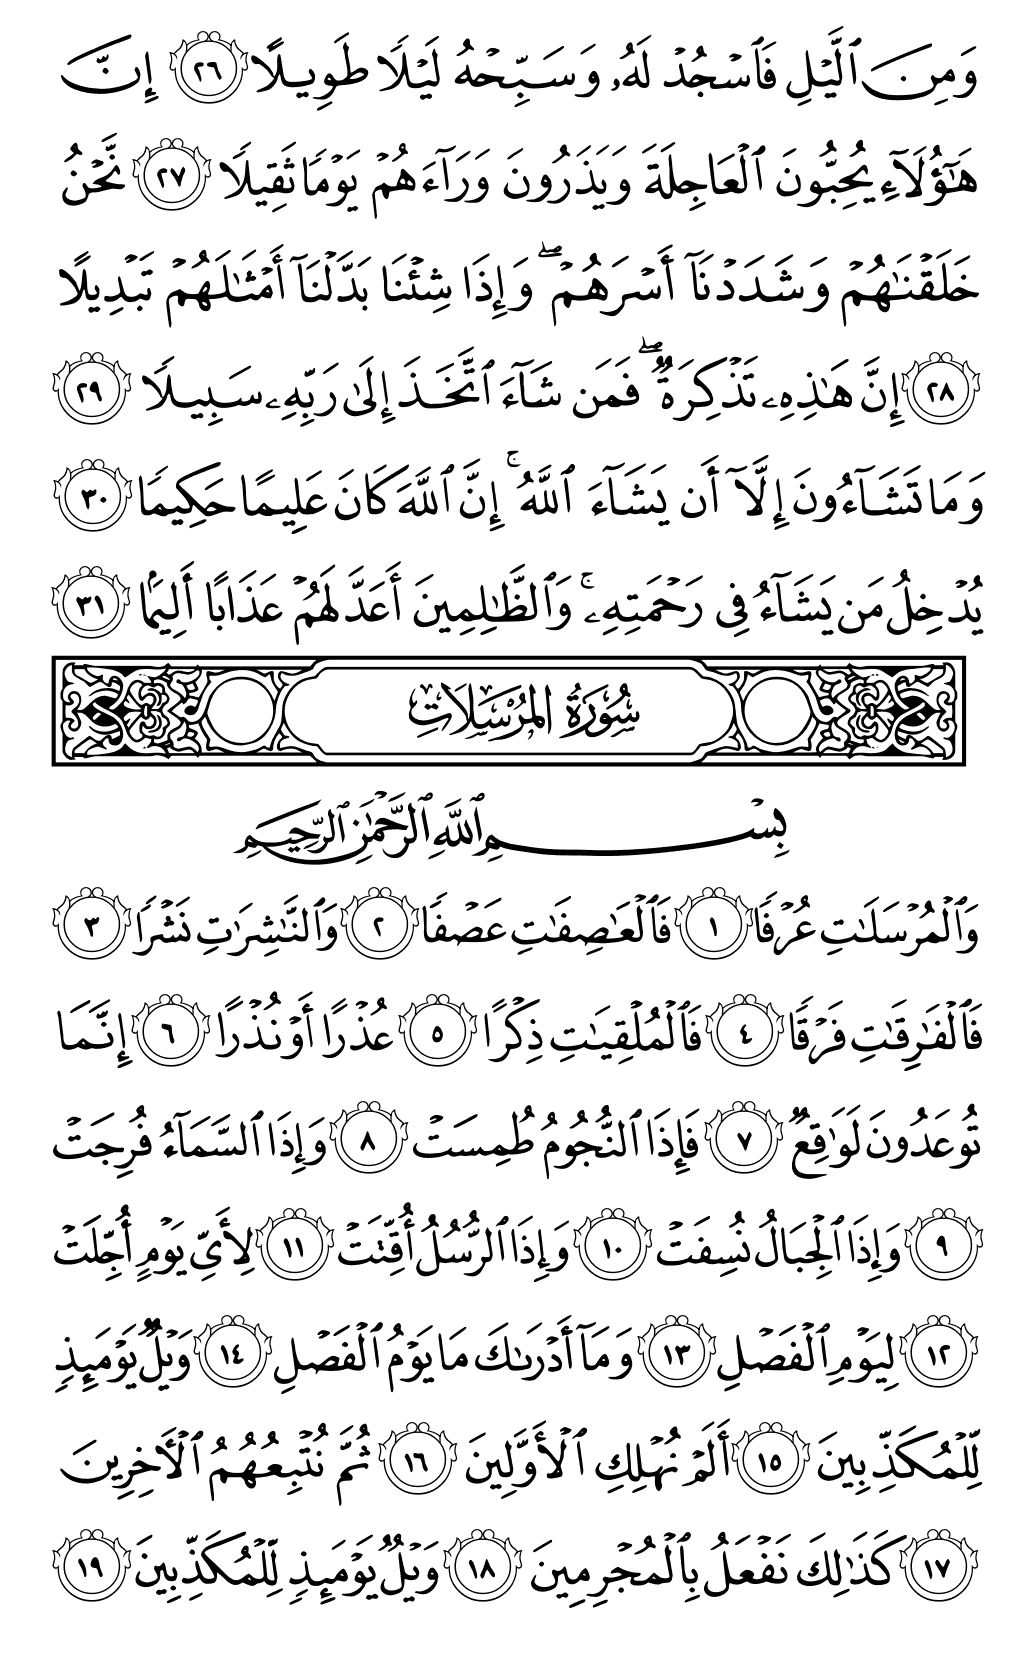 وَمِنَ ٱلَّيۡلِ فَٱسۡجُدۡ لَهُۥ وَسَبِّحۡهُ لَيۡلٗا طَوِيلًا ٢٦ إِنَّ
هَٰٓؤُلَآءِ يُحِبُّونَ ٱلۡعَاجِلَةَ وَيَذَرُونَ وَرَآءَهُمۡ يَوۡمٗا ثَقِيلٗا ٢٧ نَّحۡنُ
خَلَقۡنَٰهُمۡ وَشَدَدۡنَآ أَسۡرَهُمۡۖ وَإِذَا شِئۡنَا بَدَّلۡنَآ أَمۡثَٰلَهُمۡ تَبۡدِيلًا
٢٨ إِنَّ هَٰذِهِۦ تَذۡكِرَةٞۖ فَمَن شَآءَ ٱتَّخَذَ إِلَىٰ رَبِّهِۦ سَبِيلٗا ٢٩
وَمَا تَشَآءُونَ إِلَّآ أَن يَشَآءَ ٱللَّهُۚ إِنَّ ٱللَّهَ كَانَ عَلِيمًا حَكِيمٗا ٣٠
يُدۡخِلُ مَن يَشَآءُ فِي رَحۡمَتِهِۦۚ وَٱلظَّٰلِمِينَ أَعَدَّ لَهُمۡ عَذَابًا أَلِيمَۢا ٣١
سُورَةُ المُرۡسَلَاتِ
بِسۡمِ ٱللَّهِ ٱلرَّحۡمَٰنِ ٱلرَّحِيمِ
وَٱلۡمُرۡسَلَٰتِ عُرۡفٗا ١ فَٱلۡعَٰصِفَٰتِ عَصۡفٗا ٢ وَٱلنَّٰشِرَٰتِ نَشۡرٗا ٣
فَٱلۡفَٰرِقَٰتِ فَرۡقٗا ٤ فَٱلۡمُلۡقِيَٰتِ ذِكۡرًا ٥ عُذۡرًا أَوۡ نُذۡرًا ٦ إِنَّمَا
تُوعَدُونَ لَوَٰقِعٞ ٧ فَإِذَا ٱلنُّجُومُ طُمِسَتۡ ٨ وَإِذَا ٱلسَّمَآءُ فُرِجَتۡ
٩ وَإِذَا ٱلۡجِبَالُ نُسِفَتۡ ١٠ وَإِذَا ٱلرُّسُلُ أُقِّتَتۡ ١١ لِأَيِّ يَوۡمٍ أُجِّلَتۡ
١٢ لِيَوۡمِ ٱلۡفَصۡلِ ١٣ وَمَآ أَدۡرَىٰكَ مَا يَوۡمُ ٱلۡفَصۡلِ ١٤ وَيۡلٞ يَوۡمَئِذٖ
لِّلۡمُكَذِّبِينَ ١٥ أَلَمۡ نُهۡلِكِ ٱلۡأَوَّلِينَ ١٦ ثُمَّ نُتۡبِعُهُمُ ٱلۡأٓخِرِينَ
١٧ كَذَٰلِكَ نَفۡعَلُ بِٱلۡمُجۡرِمِينَ ١٨ وَيۡلٞ يَوۡمَئِذٖ لِّلۡمُكَذِّبِينَ ١٩